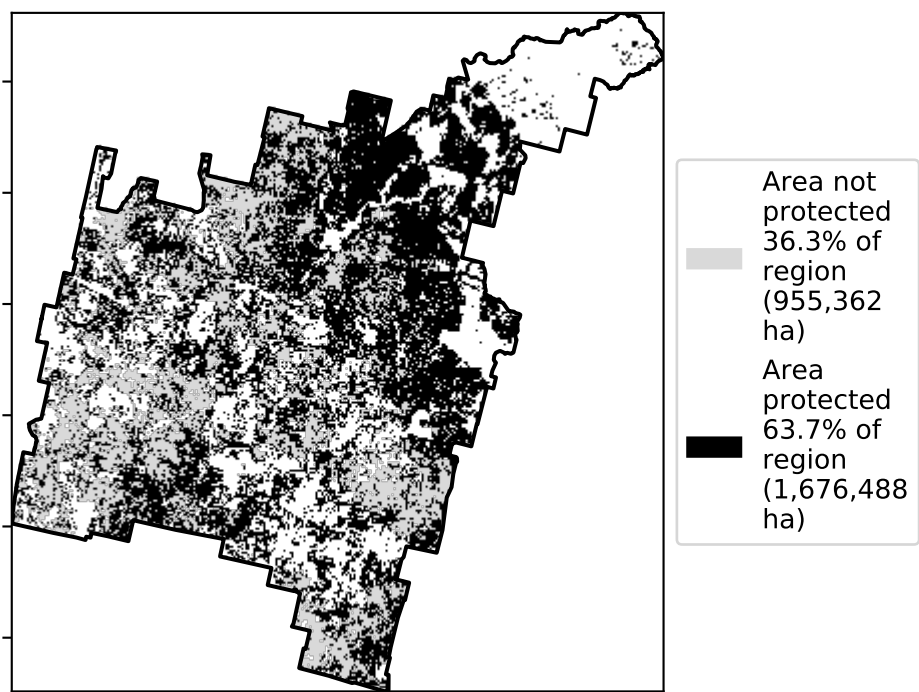 Area not
protected
36.3% of
region
(955,362
ha)
Area
protected
63.7% of
region
(1,676,488
ha)